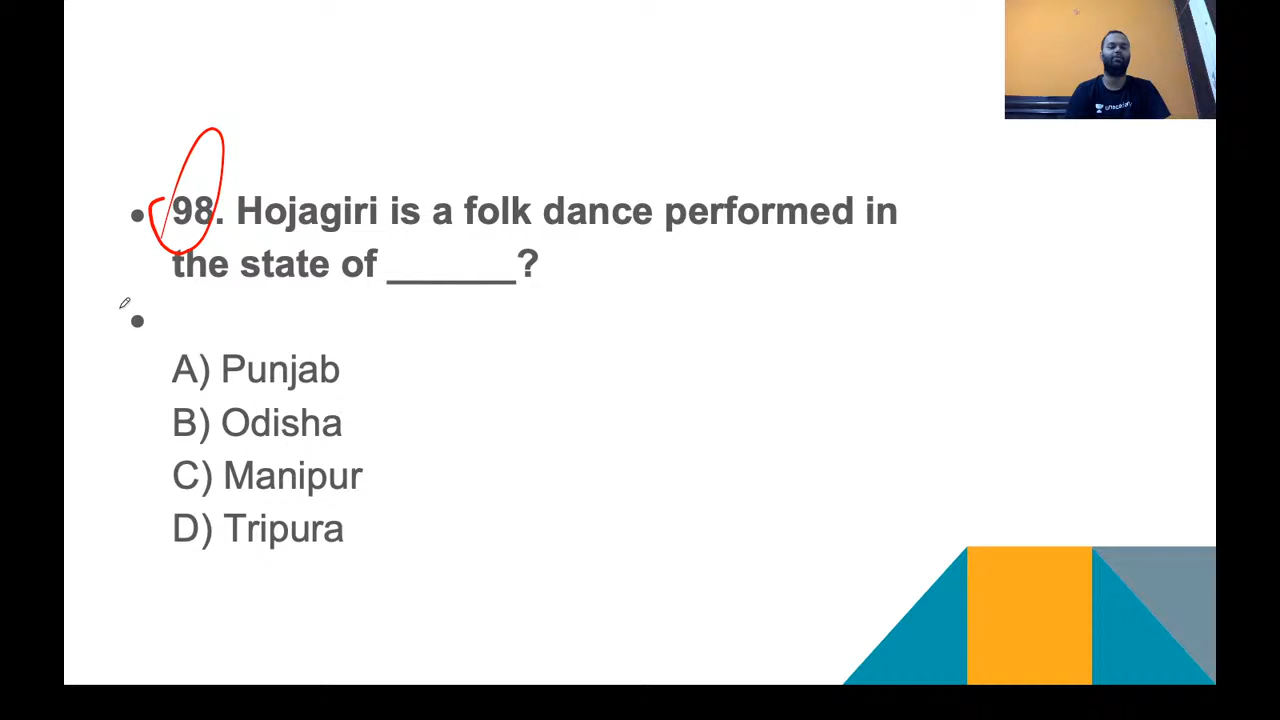 98. Hojagiri is a folk dance performed in
the state of _______?
A) Punjab
B) Odisha
C) Manipur
D) Tripura